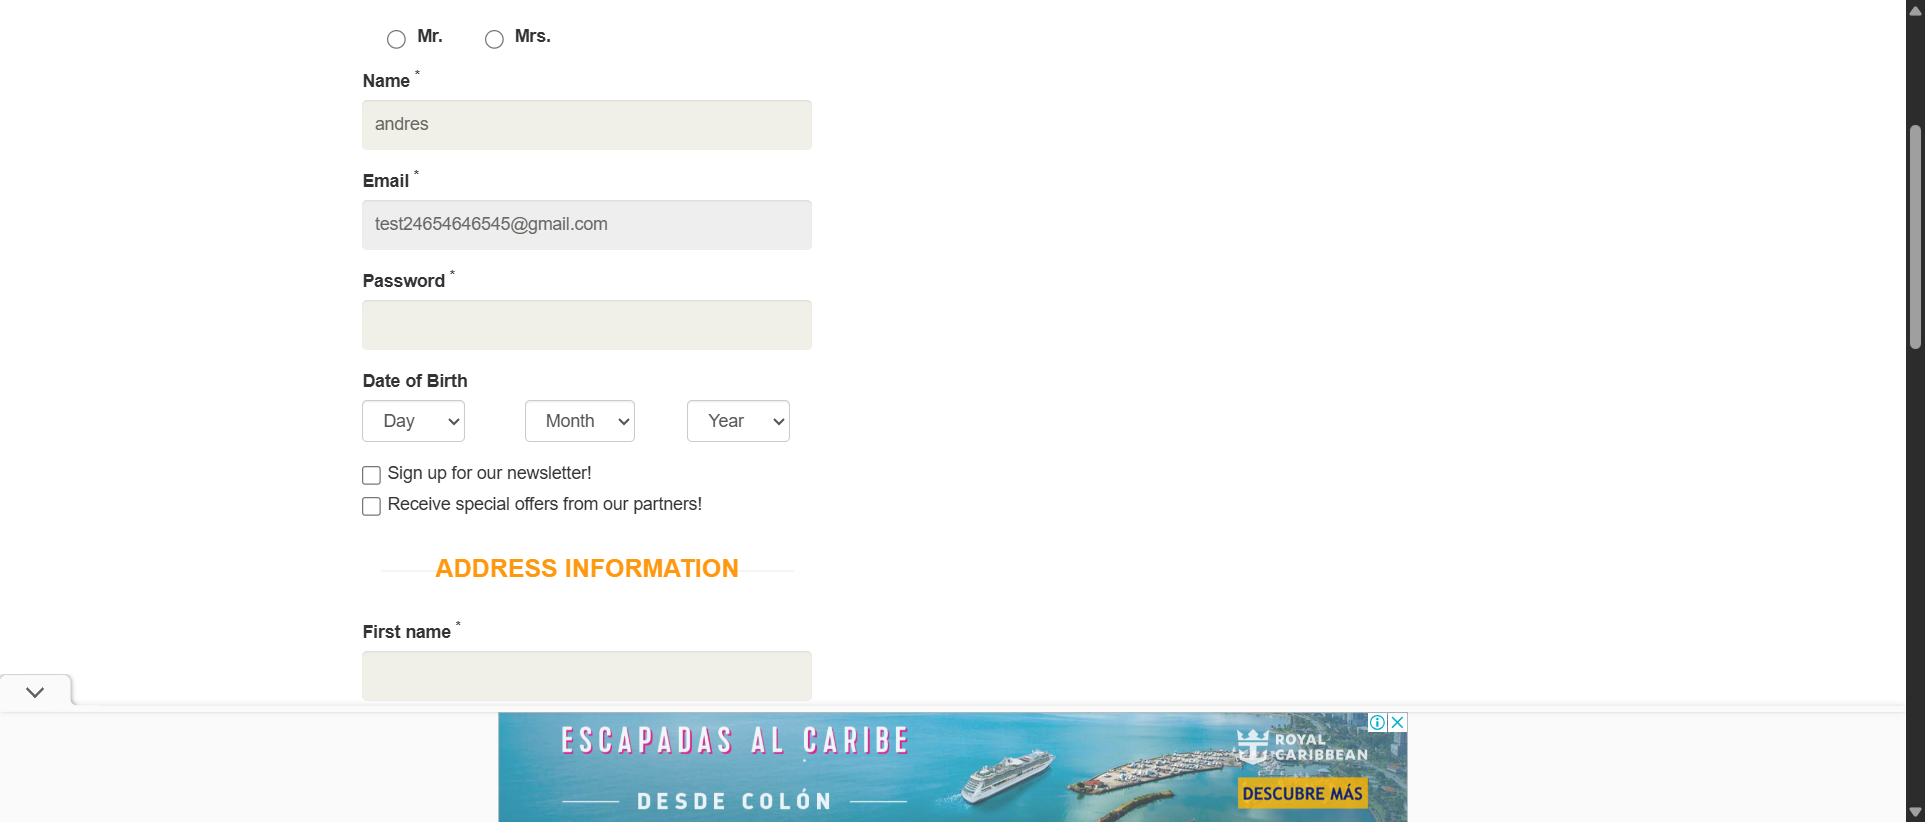 Mr. Mrs.
Name *
andres
Email *
test24654646545@gmail.com
Password *
Date of Birth
Day Month Year
Sign up for our newsletter!
Receive special offers from our partners!
ADDRESS INFORMATION
First name *
ESCAPADAS AL CARIBE
DESDE COLÓN
ROYAL
CARIBBEAN
DESCUBRE MÁS